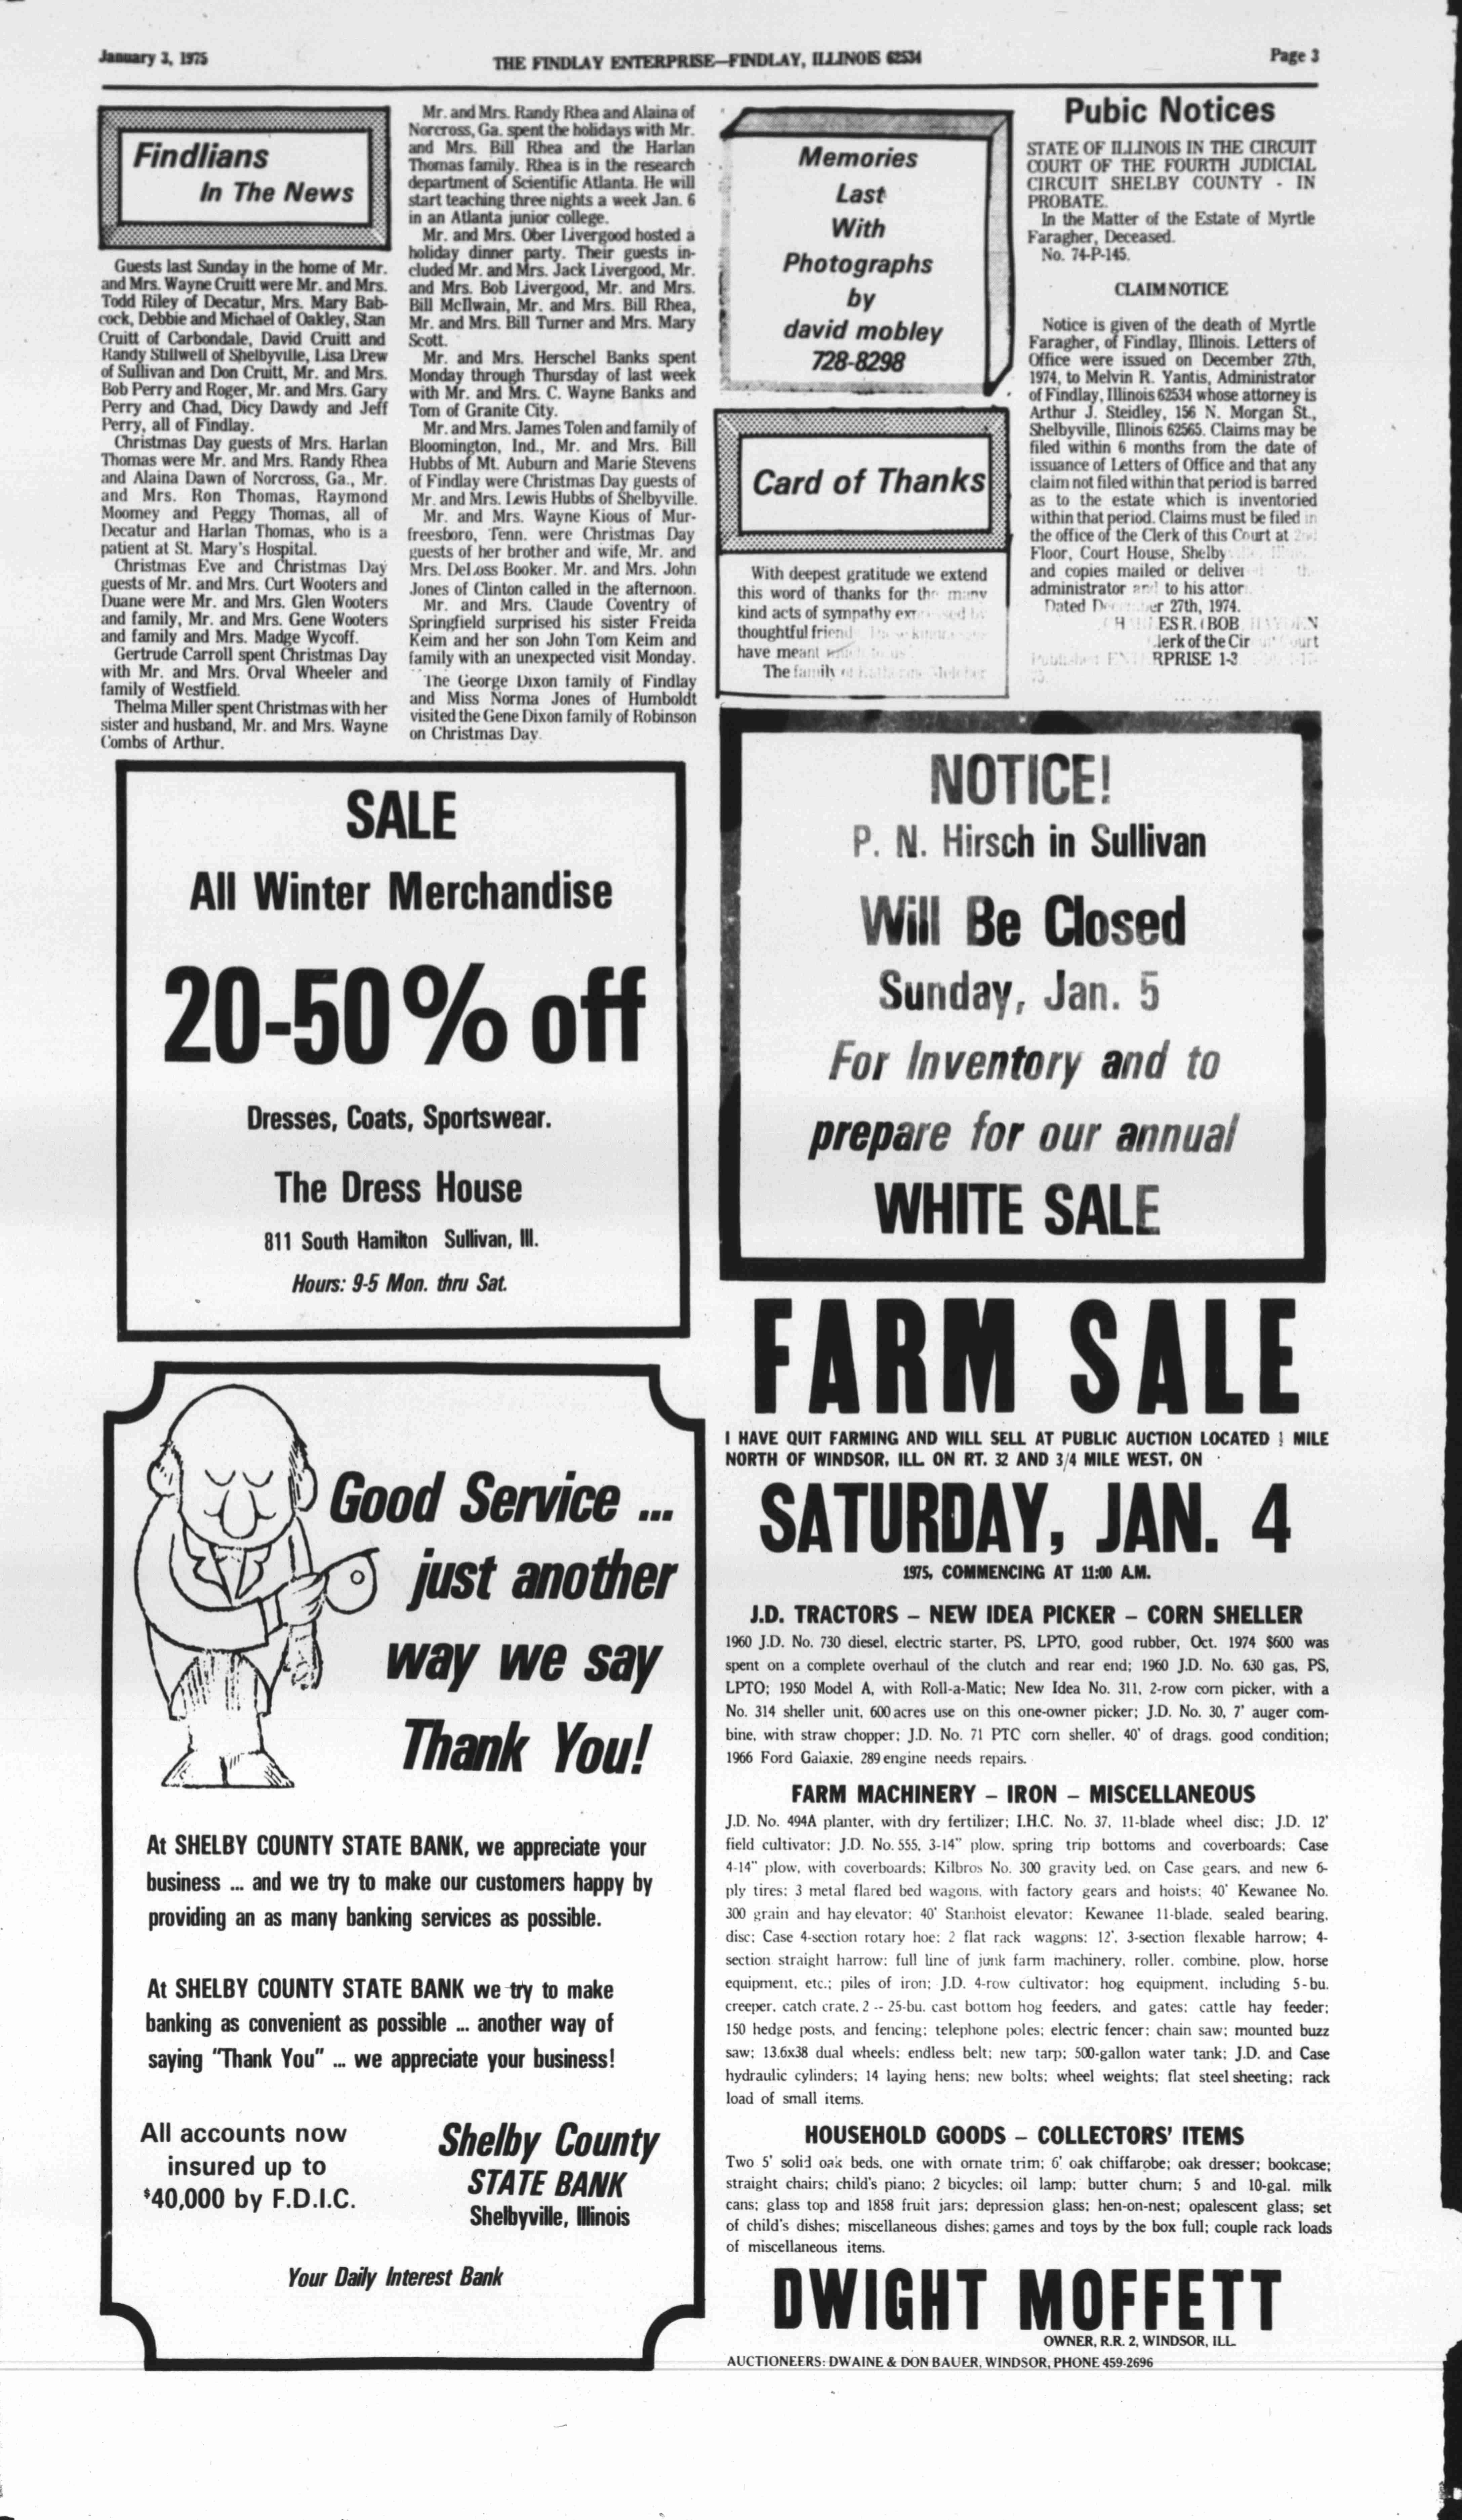 January 3, 1975
THE FINDLAY ENTERPRISE—FINDLAY, ILLINOIS 62534
Page 3
Findlians
In The News
Guests last Sunday in the home of Mr.
and Mrs. Wayne Cruitt were Mr. and Mrs.
Todd Riley of Decatur, Mrs. Mary Bab-
cock, Debbie and Michael of Oakley, Stan
Cruitt of Carbondale, David Cruitt and
Randy Stillwell of Shelbyville, Lisa Drew
of Sullivan and Don Cruitt, Mr. and Mrs.
Bob Perry and Roger, Mr. and Mrs. Gary
Perry and Chad, Dicy Dawdy and Jeff
Perry, all of Findlay.
Christmas Day guests of Mrs. Harlan
Thomas were Mr. and Mrs. Randy Rhea
and Alaina Dawn of Norcross, Ga., Mr.
and Mrs. Ron Thomas, Raymond
Moomey and Peggy Thomas, all of
Decatur and Harlan Thomas, who is a
patient at St. Mary's Hospital.
Christmas Eve and Christmas Day
guests of Mr. and Mrs. Curt Wooters and
Duane were Mr. and Mrs. Glen Wooters
and family, Mr. and Mrs. Gene Wooters
and family and Mrs. Madge Wycoff.
Gertrude Carroll spent Christmas Day
with Mr. and Mrs. Orval Wheeler and
family of Westfield.
Thelma Miller spent Christmas with her
sister and husband, Mr. and Mrs. Wayne
Combs of Arthur.
Mr. and Mrs. Randy Rhea and Alaina of
Norcross, Ga. spent the holidays with Mr.
and Mrs. Bill Rhea and the Harlan
Thomas family. Rhea is in the research
department of Scientific Atlanta. He will
start teaching three nights a week Jan. 6
in an Atlanta junior college.
Mr. and Mrs. Ober Livergood hosted a
holiday dinner party. Their guests in-
cluded Mr. and Mrs. Jack Livergood, Mr.
and Mrs. Bob Livergood, Mr. and Mrs.
Bill McIlwain, Mr. and Mrs. Bill Rhea,
Mr. and Mrs. Bill Turner and Mrs. Mary
Scott.
Mr. and Mrs. Herschel Banks spent
Monday through Thursday of last week
with Mr. and Mrs. C. Wayne Banks and
Tom of Granite City.
Mr. and Mrs. James Tolen and family of
Bloomington, Ind., Mr. and Mrs. Bill
Hubbs of Mt. Auburn and Marie Stevens
of Findlay were Christmas Day guests of
Mr. and Mrs. Lewis Hubbs of Shelbyville.
Mr. and Mrs. Wayne Kious of Mur-
freesboro, Tenn. were Christmas Day
guests of her brother and wife, Mr. and
Mrs. DeLoss Booker. Mr. and Mrs. John
Jones of Clinton called in the afternoon.
Mr. and Mrs. Claude Coventry of
Springfield surprised his sister Freida
Keim and her son John Tom Keim and
family with an unexpected visit Monday.
The George Dixon family of Findlay
and Miss Norma Jones of Humboldt
visited the Gene Dixon family of Robinson
on Christmas Day.
Memories
Last
With
Photographs
by
david mobley
728-8298
Card of Thanks
With deepest gratitude we extend
this word of thanks for the many
kind acts of sympathy
thoughtful friend
have meant
The family of
Pubic Notices
STATE OF ILLINOIS IN THE CIRCUIT
COURT OF THE FOURTH JUDICIAL
CIRCUIT SHELBY COUNTY - IN
PROBATE.
In the Matter of the Estate of Myrtle
Faragher, Deceased.
No. 74-P-145.
CLAIM NOTICE
Notice is given of the death of Myrtle
Faragher, of Findlay, Illinois. Letters of
Office were issued on December 27th,
1974, to Melvin R. Yantis, Administrator
of Findlay, Illinois 62534 whose attorney is
Arthur J. Steidley, 156 N. Morgan St.,
Shelbyville, Illinois 62565. Claims may be
filed within 6 months from the date of
issuance of Letters of Office and that any
claim not filed within that period is barred
as to the estate which is inventoried
within that period. Claims must be filed in
the office of the Clerk of this Court at
Floor, Court House, Shelby
and copies mailed or deliver
administrator and to his attor
Dated 27th, 1974.
ES R. (BOB
lerk of the Cir
RPRISE 1-3
SALE
All Winter Merchandise
20-50% off
Dresses, Coats, Sportswear.
The Dress House
811 South Hamilton Sullivan, Ill.
Hours: 9-5 Mon. thru Sat.
NOTICE!
P. N. Hirsch in Sullivan
Will Be Closed
Sunday, Jan. 5
For Inventory and to
prepare for our annual
WHITE SALE
Good Service ...
just another
way we say
Thank You!
At SHELBY COUNTY STATE BANK, we appreciate your
business ... and we try to make our customers happy by
providing an as many banking services as possible.
At SHELBY COUNTY STATE BANK we try to make
banking as convenient as possible ... another way of
saying "Thank You" ... we appreciate your business!
All accounts now
insured up to
$40,000 by F.D.I.C.
Shelby County
STATE BANK
Shelbyville, Illinois
Your Daily Interest Bank
FARM SALE
I HAVE QUIT FARMING AND WILL SELL AT PUBLIC AUCTION LOCATED MILE
NORTH OF WINDSOR, ILL. ON RT. 32 AND 3/4 MILE WEST, ON
SATURDAY, JAN. 4
1975, COMMENCING AT 11:00 A.M.
J.D. TRACTORS – NEW IDEA PICKER – CORN SHELLER
1960 J.D. No. 730 diesel, electric starter, PS, LPTO, good rubber, Oct. 1974 $600 was
spent on a complete overhaul of the clutch and rear end; 1960 J.D. No. 630 gas, PS,
LPTO; 1950 Model A, with Roll-a-Matic; New Idea No. 311, 2-row corn picker, with a
No. 314 sheller unit, 600 acres use on this one-owner picker; J.D. No. 30, 7' auger com-
bine, with straw chopper; J.D. No. 71 PTC corn sheller, 40' of drags, good condition;
1966 Ford Galaxie, 289 engine needs repairs.
FARM MACHINERY – IRON – MISCELLANEOUS
J.D. No. 494A planter, with dry fertilizer; I.H.C. No. 37, 11-blade wheel disc; J.D. 12'
field cultivator; J.D. No. 555, 3-14" plow, spring trip bottoms and coverboards; Case
4-14" plow, with coverboards; Kilbros No. 300 gravity bed, on Case gears, and new 6-
ply tires; 3 metal flared bed wagons, with factory gears and hoists; 40' Kewanee No.
300 grain and hay elevator; 40' Stanhoist elevator; Kewanee 11-blade, sealed bearing,
disc; Case 4-section rotary hoe; 2 flat rack wagons; 12', 3-section flexable harrow; 4-
section straight harrow; full line of junk farm machinery, roller, combine, plow, horse
equipment, etc.; piles of iron; J.D. 4-row cultivator; hog equipment, including 5-bu.
creeper, catch crate, 2 -- 25-bu. cast bottom hog feeders, and gates; cattle hay feeder;
150 hedge posts, and fencing; telephone poles; electric fencer; chain saw; mounted buzz
saw; 13.6x38 dual wheels; endless belt; new tarp; 500-gallon water tank; J.D. and Case
hydraulic cylinders; 14 laying hens; new bolts; wheel weights; flat steel sheeting; rack
load of small items.
HOUSEHOLD GOODS – COLLECTORS' ITEMS
Two 5' solid oak beds, one with ornate trim; 6' oak chiffarobe; oak dresser; bookcase;
straight chairs; child's piano; 2 bicycles; oil lamp; butter churn; 5 and 10-gal. milk
cans; glass top and 1858 fruit jars; depression glass; hen-on-nest; opalescent glass; set
of child's dishes; miscellaneous dishes; games and toys by the box full; couple rack loads
of miscellaneous items.
DWIGHT MOFFETT
OWNER, R.R. 2, WINDSOR, ILL.
AUCTIONEERS: DWAINE & DON BAUER, WINDSOR, PHONE 459-2696